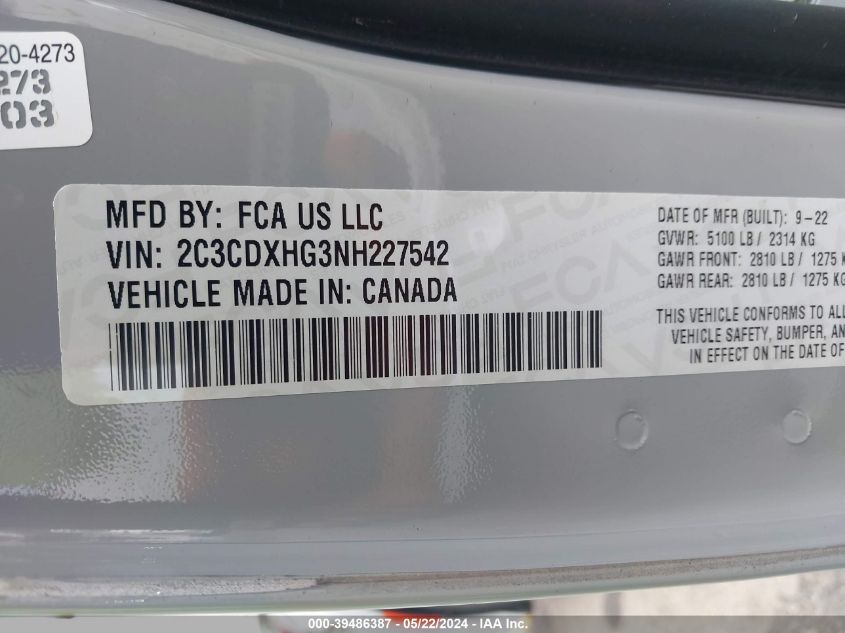 20-4273
273
03
MFD BY: FCA US LLC
VIN: 2C3CDXHG3NH227542
VEHICLE MADE IN: CANADA
DATE OF MFR (BUILT): 9-22
GVWR: 5100 LB / 2314 KG
GAWR FRONT: 2810 LB / 1275 K
GAWR REAR: 2810 LB / 1275 KG
THIS VEHICLE CONFORMS TO ALL
VEHICLE SAFETY, BUMPER, AN
IN EFFECT ON THE DATE OF
000-39486387 - 05/22/2024 - IAA Inc.